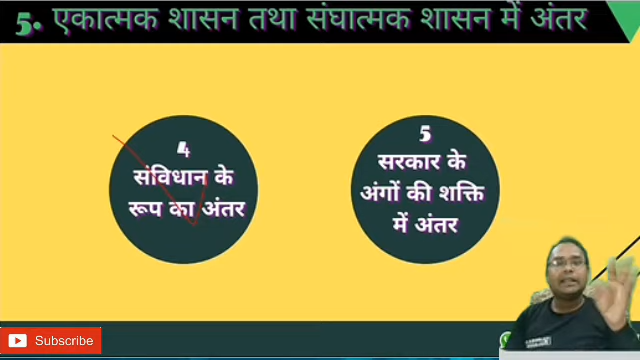 5. एकात्मक शासन तथा संघात्मक शासन में अंतर
4
संविधान के
रूप का अंतर
5
सरकार के
अंगों की शक्ति
में अंतर
Subscribe